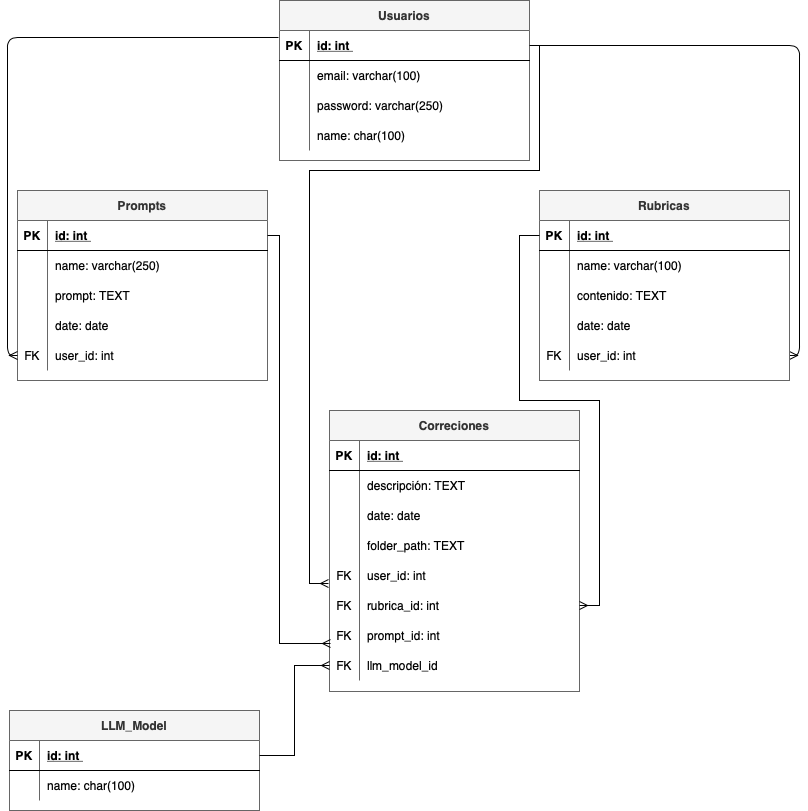 Usuarios
PK id: int
email: varchar(100)
password: varchar(250)
name: char(100)
Prompts
PK id: int
name: varchar(250)
prompt: TEXT
date: date
FK user_id: int
Rubricas
PK id: int
name: varchar(100)
contenido: TEXT
date: date
FK user_id: int
Correciones
PK id: int
descripción: TEXT
date: date
folder_path: TEXT
FK user_id: int
FK rubrica_id: int
FK prompt_id: int
FK llm_model_id
LLM_Model
PK id: int
name: char(100)